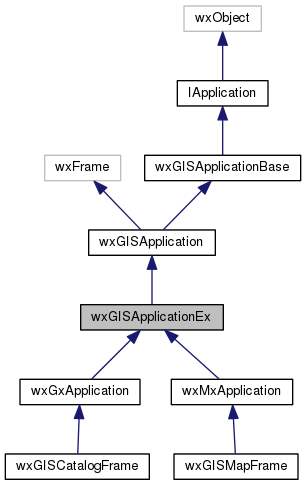 wxObject
IApplication
wxFrame
wxGISApplicationBase
wxGISApplication
wxGISApplicationEx
wxGxApplication
wxMxApplication
wxGISCatalogFrame
wxGISMapFrame